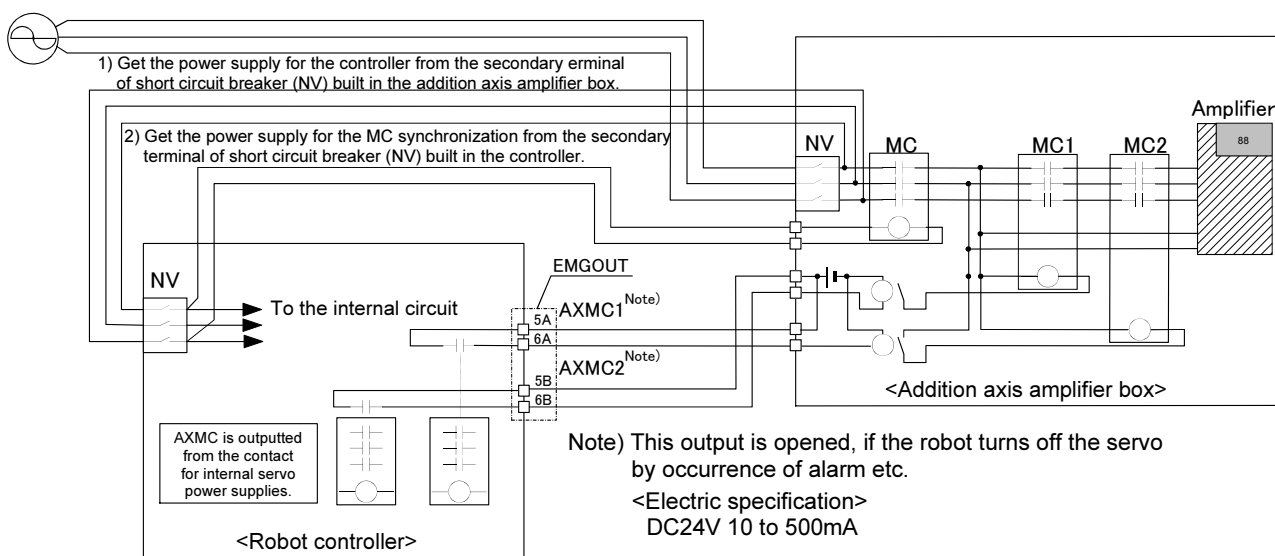 1) Get the power supply for the controller from the secondary erminal
of short circuit breaker (NV) built in the addition axis amplifier box.
2) Get the power supply for the MC synchronization from the secondary
terminal of short circuit breaker (NV) built in the controller.
Amplifier
88
NV
MC
MC1
MC2
NV
To the internal circuit
EMGOUT
AXMC1 Note)
5A
6A
AXMC2 Note)
5B
6B
<Addition axis amplifier box>
AXMC is outputted
from the contact
for internal servo
power supplies.
<Robot controller>
Note) This output is opened, if the robot turns off the servo
by occurrence of alarm etc.
<Electric specification>
DC24V 10 to 500mA